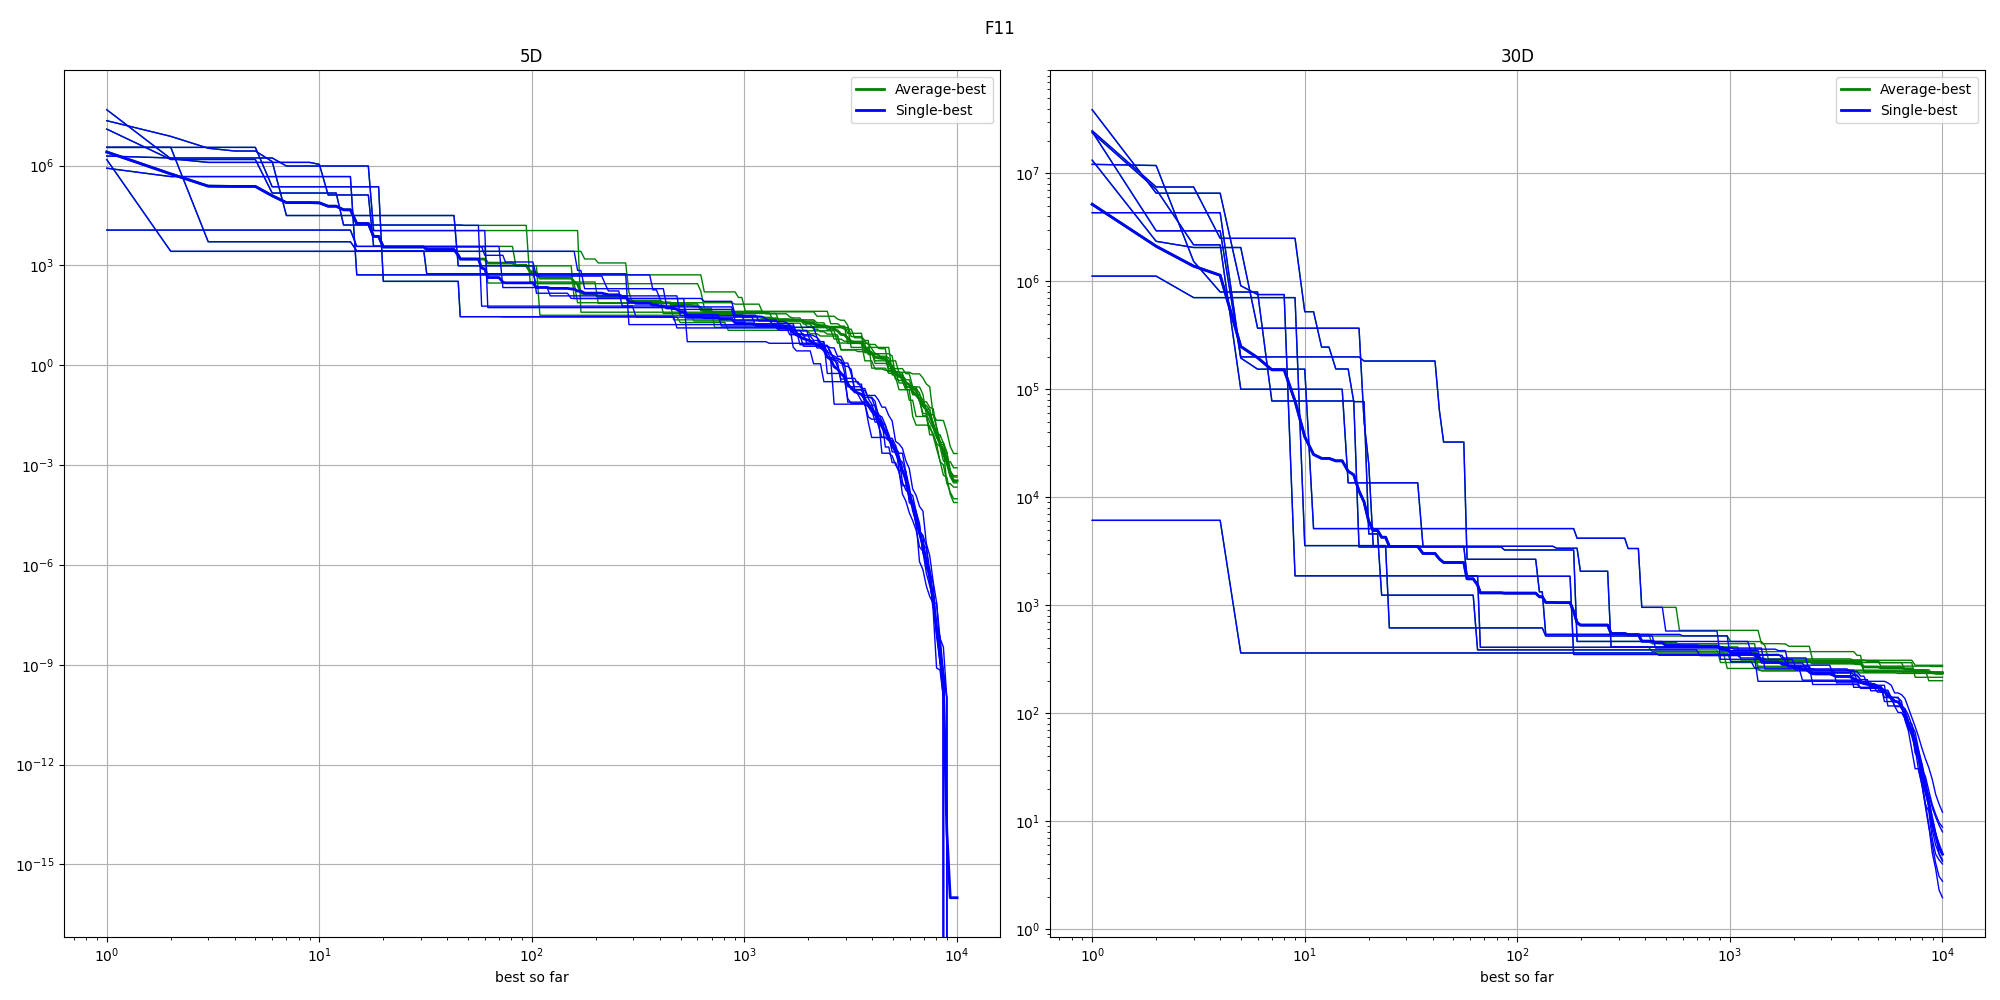 F11
5D
Average-best
Single-best
10^6
10^3
10^0
10^-3
10^-6
10^-9
10^-12
10^-15
10^0 10^1 10^2 10^3 10^4
best so far
30D
Average-best
Single-best
10^7
10^6
10^5
10^4
10^3
10^2
10^1
10^0
10^0 10^1 10^2 10^3 10^4
best so far